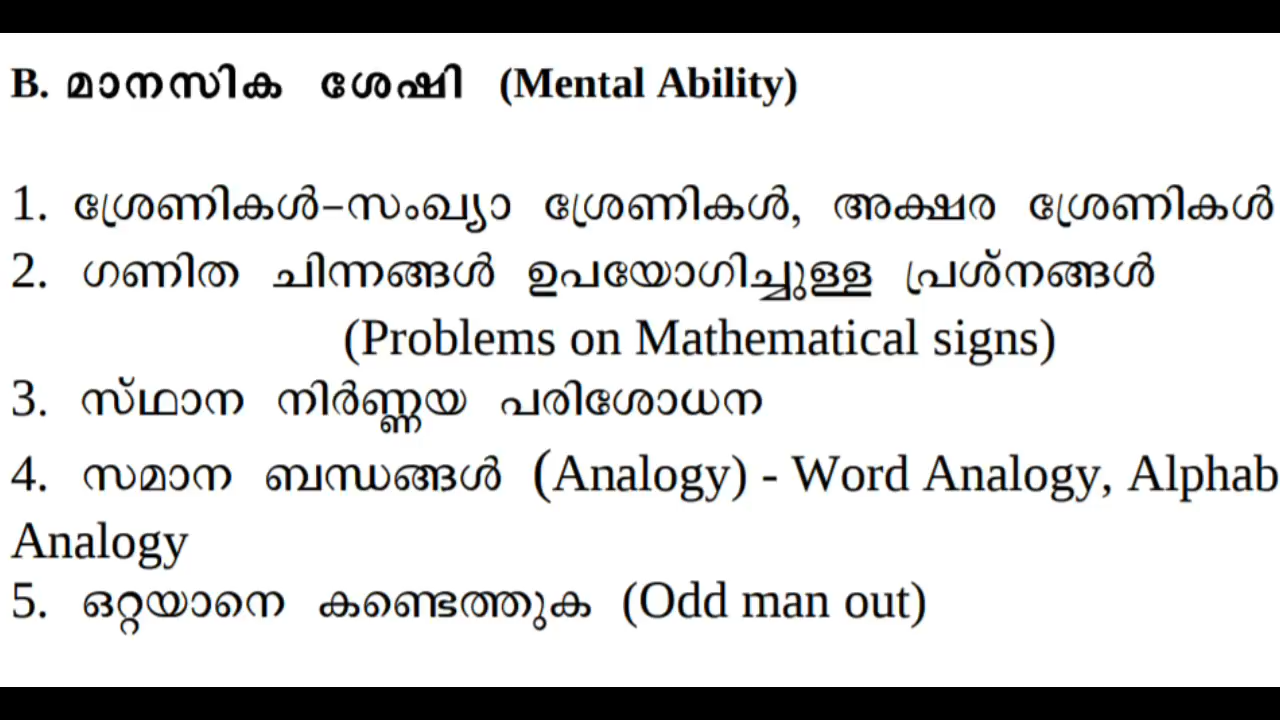 B. മാനസിക ശേഷി (Mental Ability)
1. ശ്രേണികൾ-സംഖ്യാ ശ്രേണികൾ, അക്ഷര ശ്രേണികൾ
2. ഗണിത ചിന്നങ്ങൾ ഉപയോഗിച്ചുള്ള പ്രശ്നങ്ങൾ
(Problems on Mathematical signs)
3. സ്ഥാന നിർണ്ണയ പരിശോധന
4. സമാന ബന്ധങ്ങൾ (Analogy) - Word Analogy, Alphab
Analogy
5. ഒറ്റയാനെ കണ്ടെത്തുക (Odd man out)